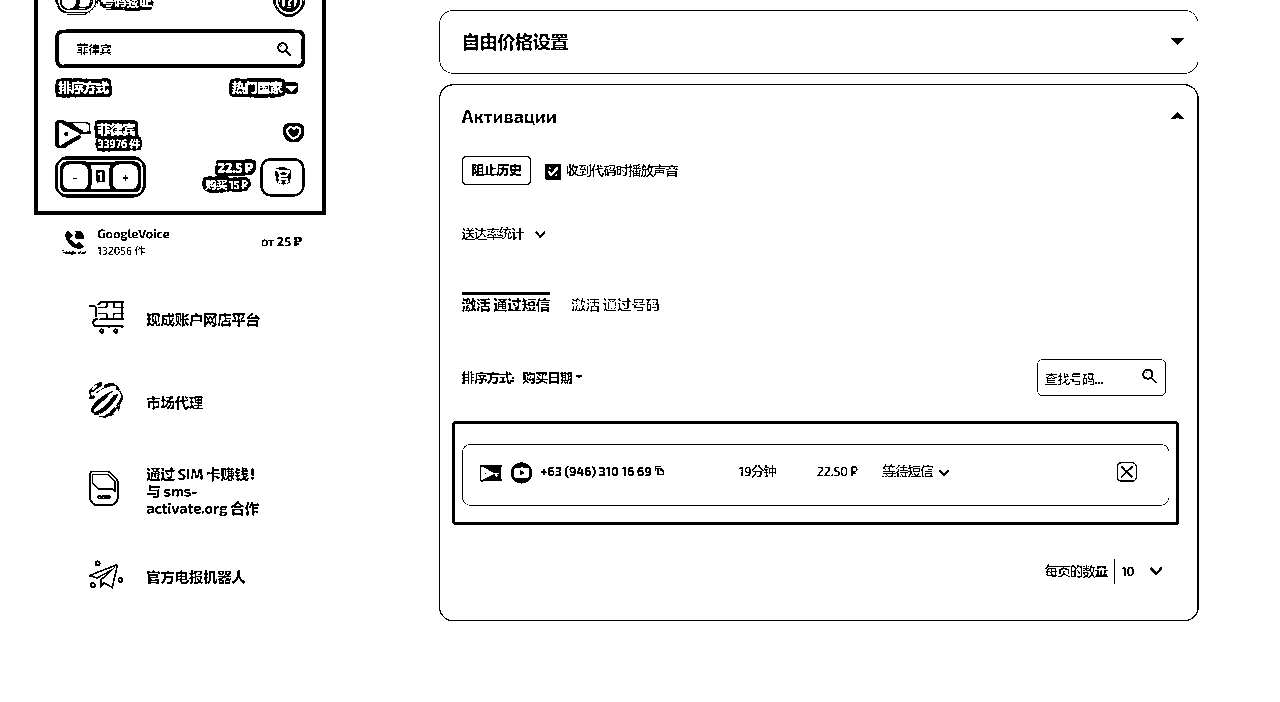 号码验证
菲律宾
排序方式
热门国家
菲律宾
33976 件
- 1 +
22.5 ₽
购买 15 ₽
GoogleVoice
132056 件
от 25 ₽
现成账户网店平台
市场代理
通过 SIM 卡赚钱!
与 sms-
activate.org 合作
官方电报机器人
自由价格设置
Активации
阻止历史
收到代码时播放声音
送达率统计
激活 通过短信 激活 通过号码
排序方式: 购买日期
查找号码...
+63 (946) 310 16 69 19分钟 22.50 ₽ 等待短信
每页的数量 10